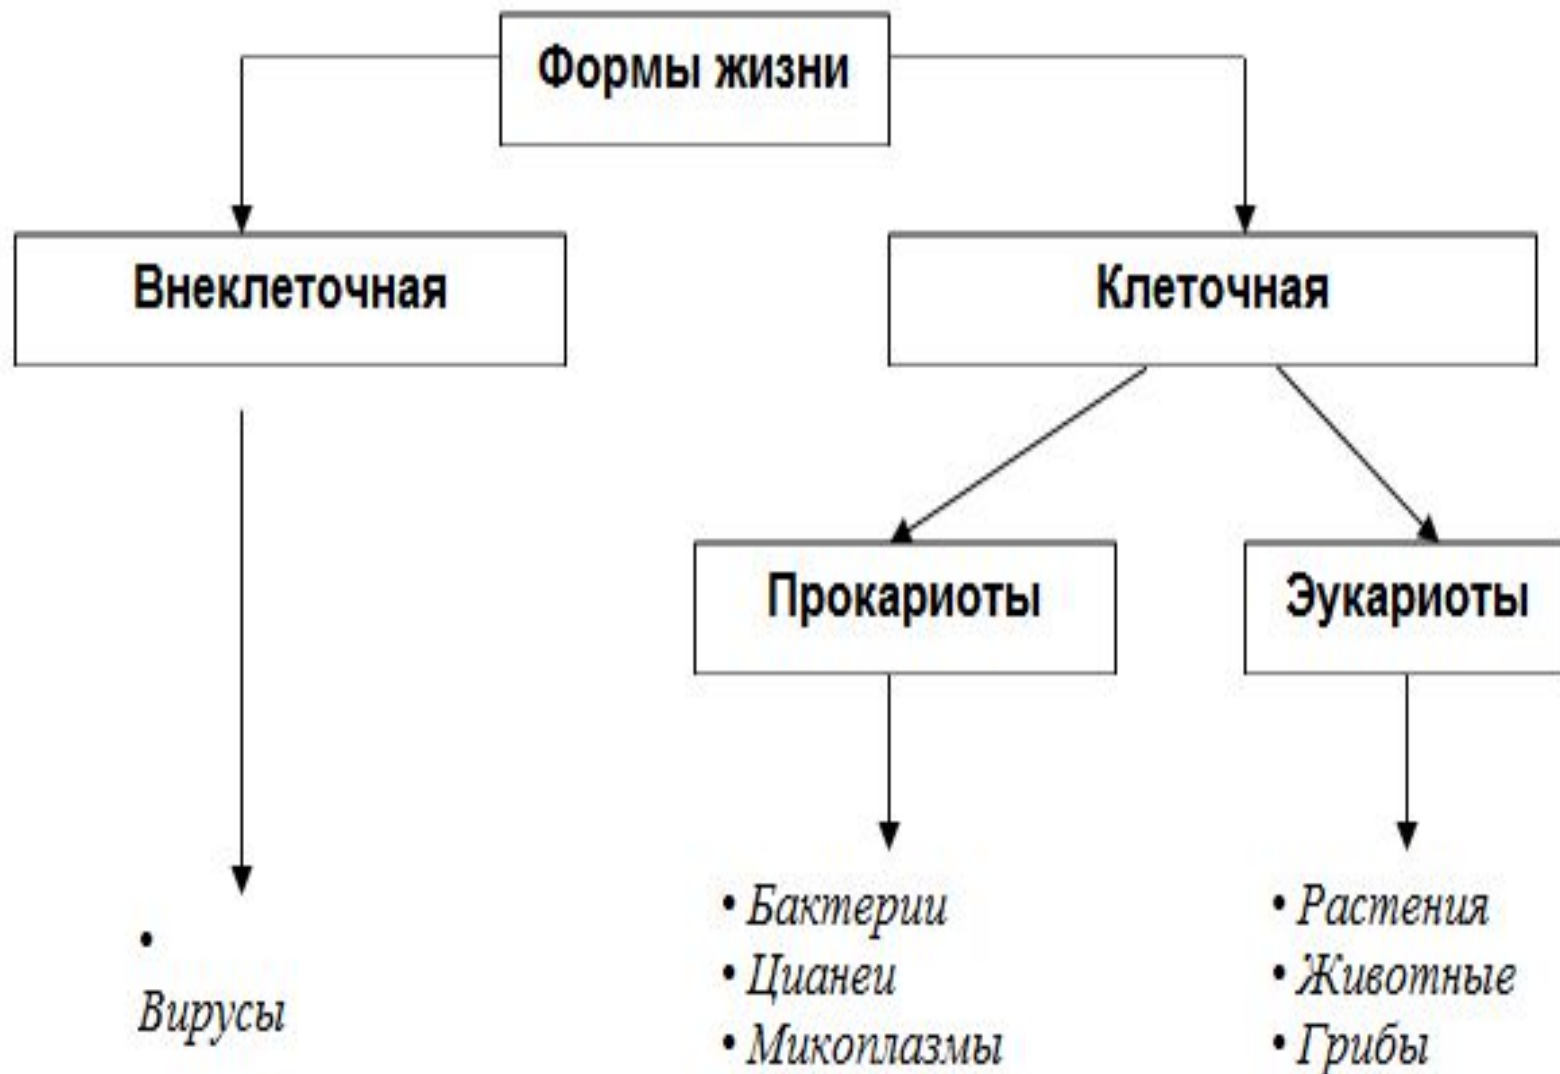 Формы жизни
Внеклеточная
Клеточная
Прокариоты
Эукариоты
•
Вирусы
• Бактерии
• Цианеи
• Микоплазмы
• Растения
• Животные
• Грибы